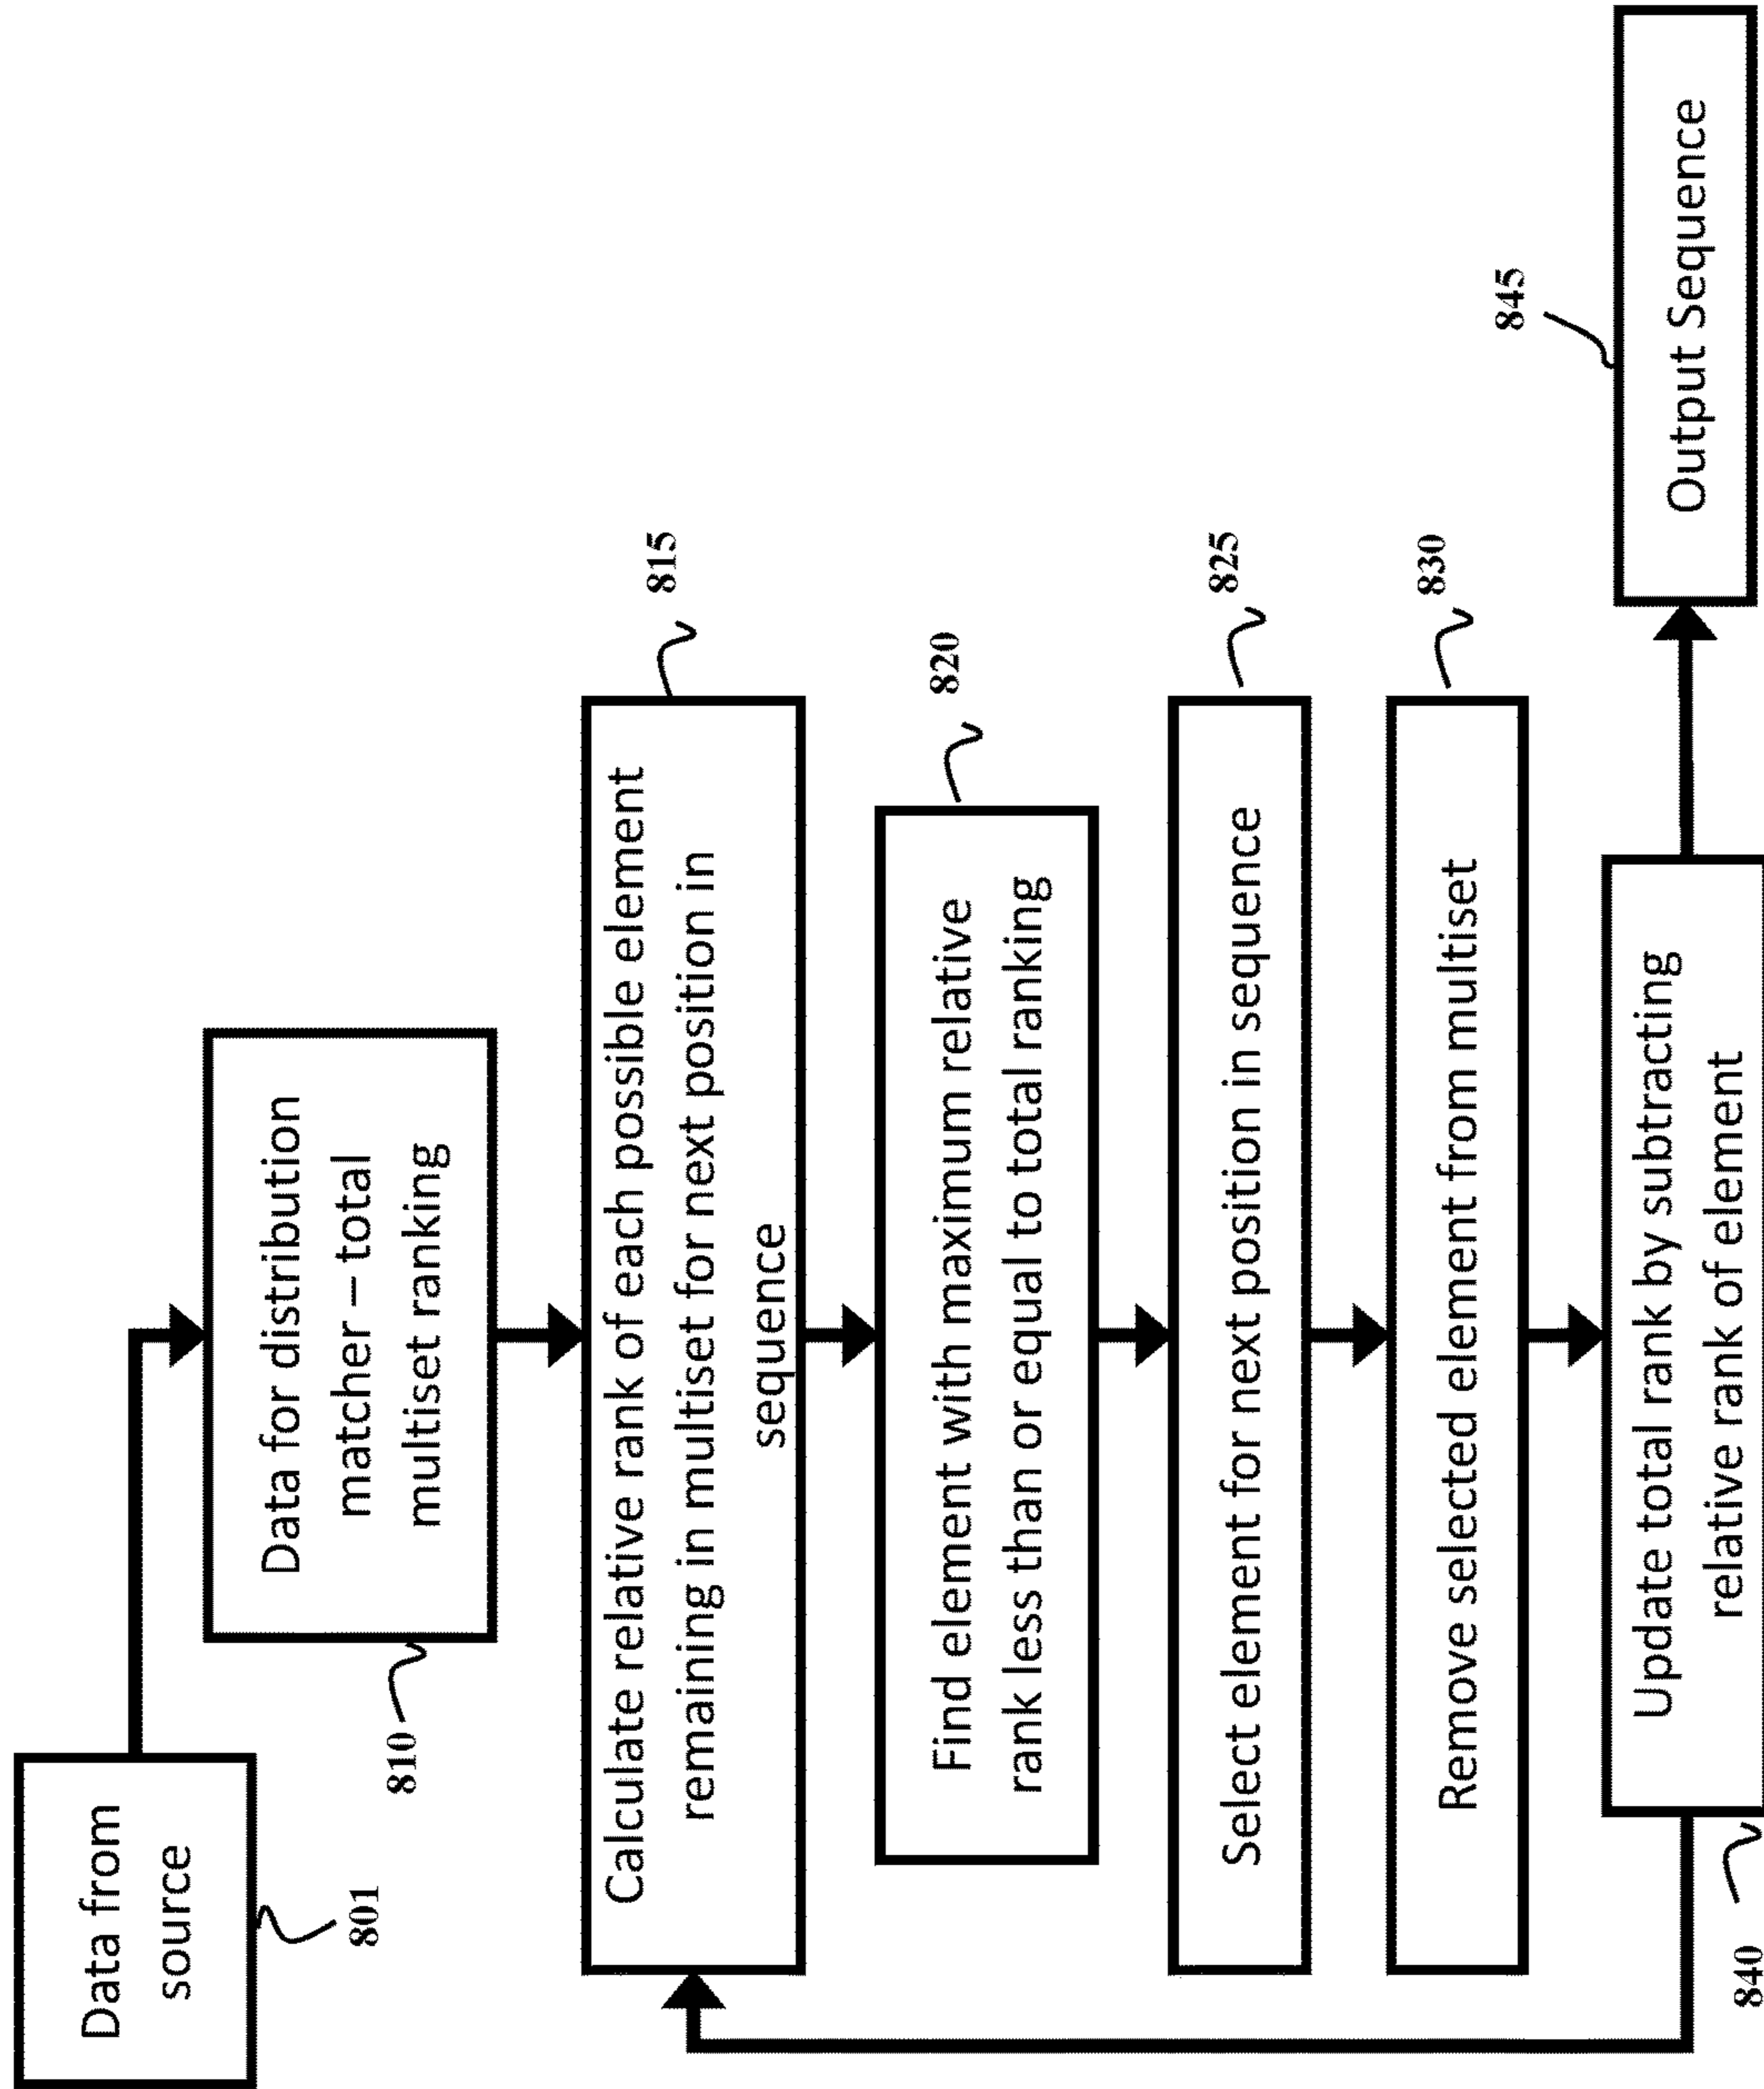 Data from
source
801
Data for distribution
matcher – total
multiset ranking
810
Calculate relative rank of each possible element
remaining in multiset for next position in
sequence
815
Find element with maximum relative
rank less than or equal to total ranking
820
Select element for next position in sequence
825
Remove selected element from multiset
830
Update total rank by subtracting
relative rank of element
840
Output Sequence
845